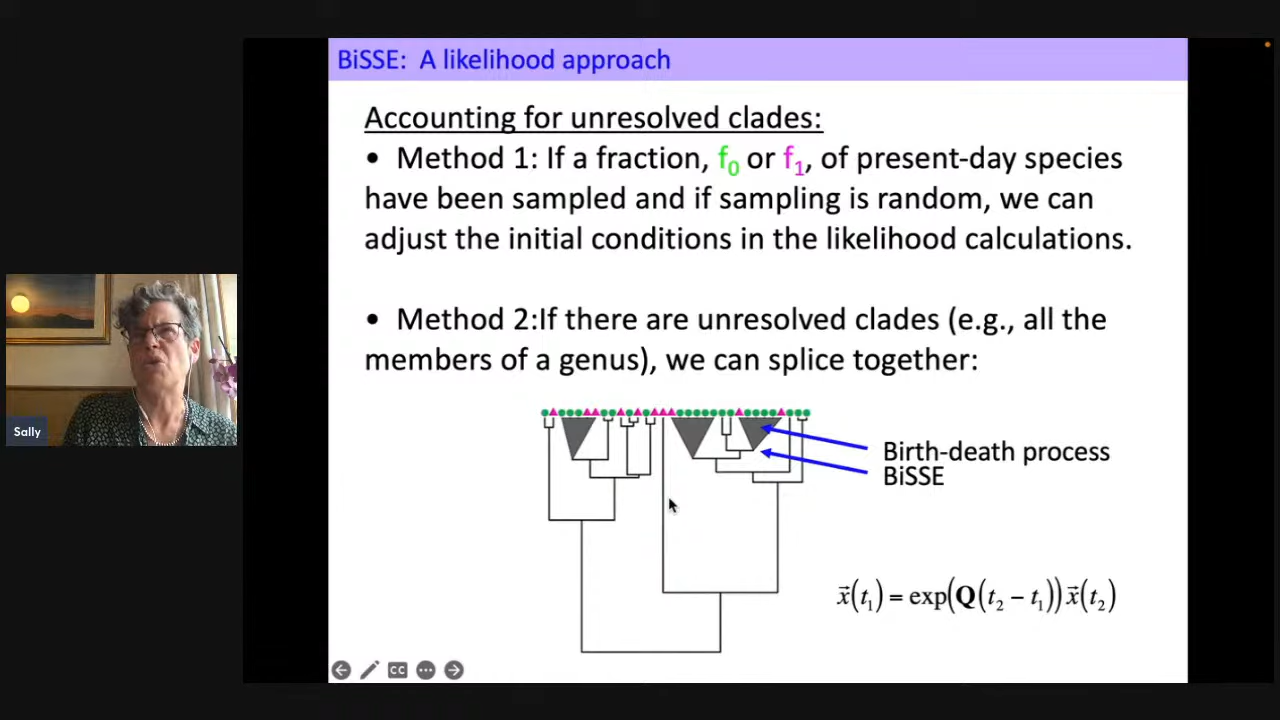 BiSSE: A likelihood approach
Accounting for unresolved clades:
• Method 1: If a fraction, f₀ or f₁, of present-day species
have been sampled and if sampling is random, we can
adjust the initial conditions in the likelihood calculations.
• Method 2:If there are unresolved clades (e.g., all the
members of a genus), we can splice together:
Birth-death process
BiSSE
x⃗(t₁) = exp(Q(t₂ − t₁))x⃗(t₂)
Sally
CC